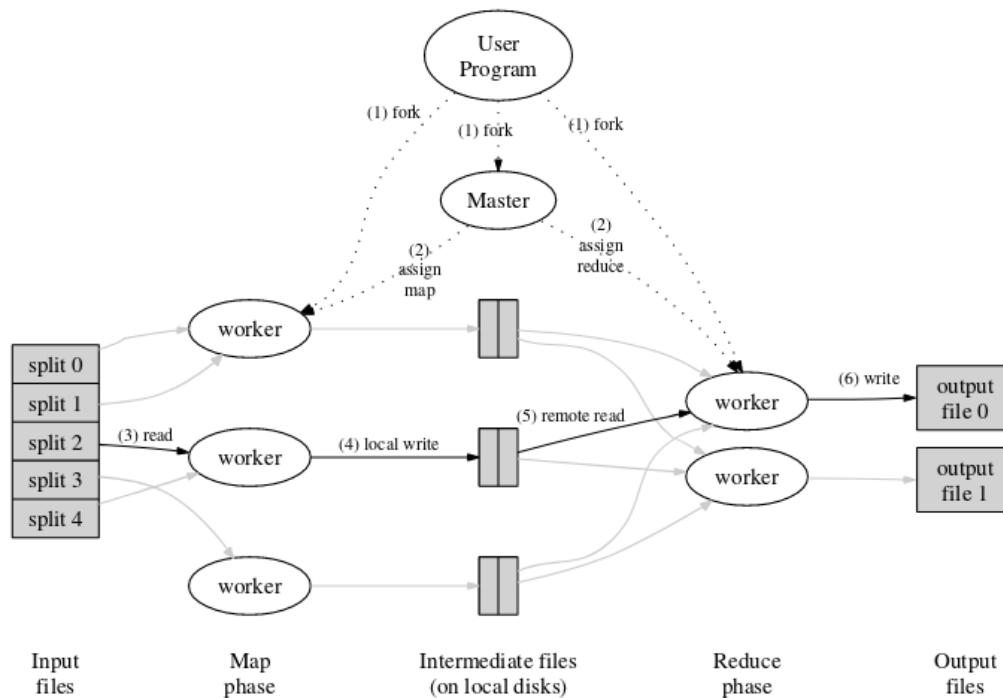 User
Program
(1) fork
(1) fork
(1) fork
Master
(2)
assign
map
(2)
assign
reduce
worker
split 0
split 1
split 2
split 3
split 4
(3) read
worker
(4) local write
(5) remote read
worker
(6) write
output
file 0
worker
output
file 1
worker
Input
files
Map
phase
Intermediate files
(on local disks)
Reduce
phase
Output
files